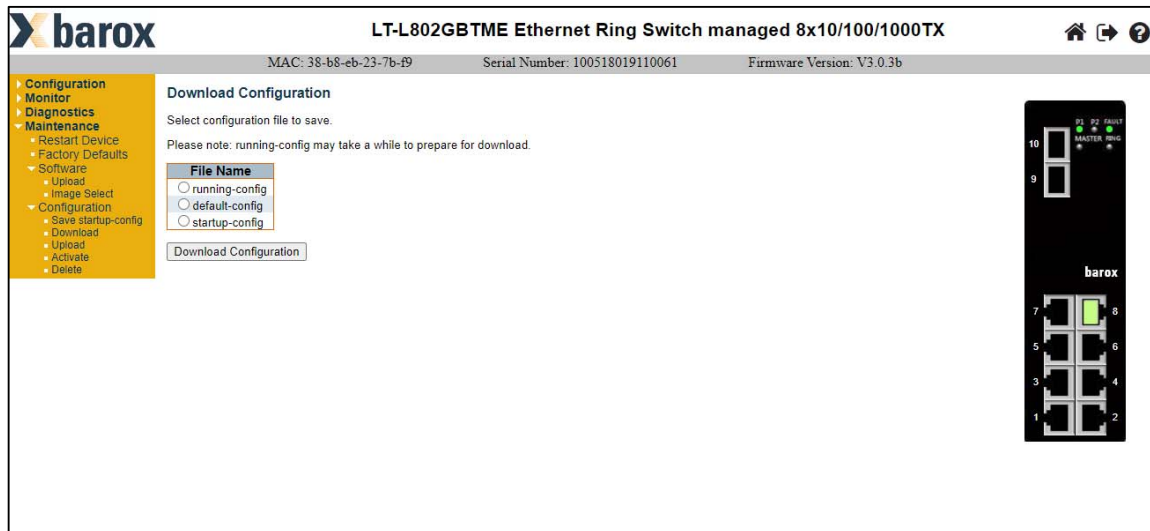 barox
LT-L802GBTME Ethernet Ring Switch managed 8x10/100/1000TX
MAC: 38-b8-eb-23-7b-f9 Serial Number: 100518019110061 Firmware Version: V3.0.3b
Configuration
Monitor
Diagnostics
Maintenance
Restart Device
Factory Defaults
Software
Upload
Image Select
Configuration
Save startup-config
Download
Upload
Activate
Delete
Download Configuration
Select configuration file to save.
Please note: running-config may take a while to prepare for download.
File Name
running-config
default-config
startup-config
Download Configuration
P1 P2 FAULT
MASTER RING
10
9
barox
7 8
5 6
3 4
1 2